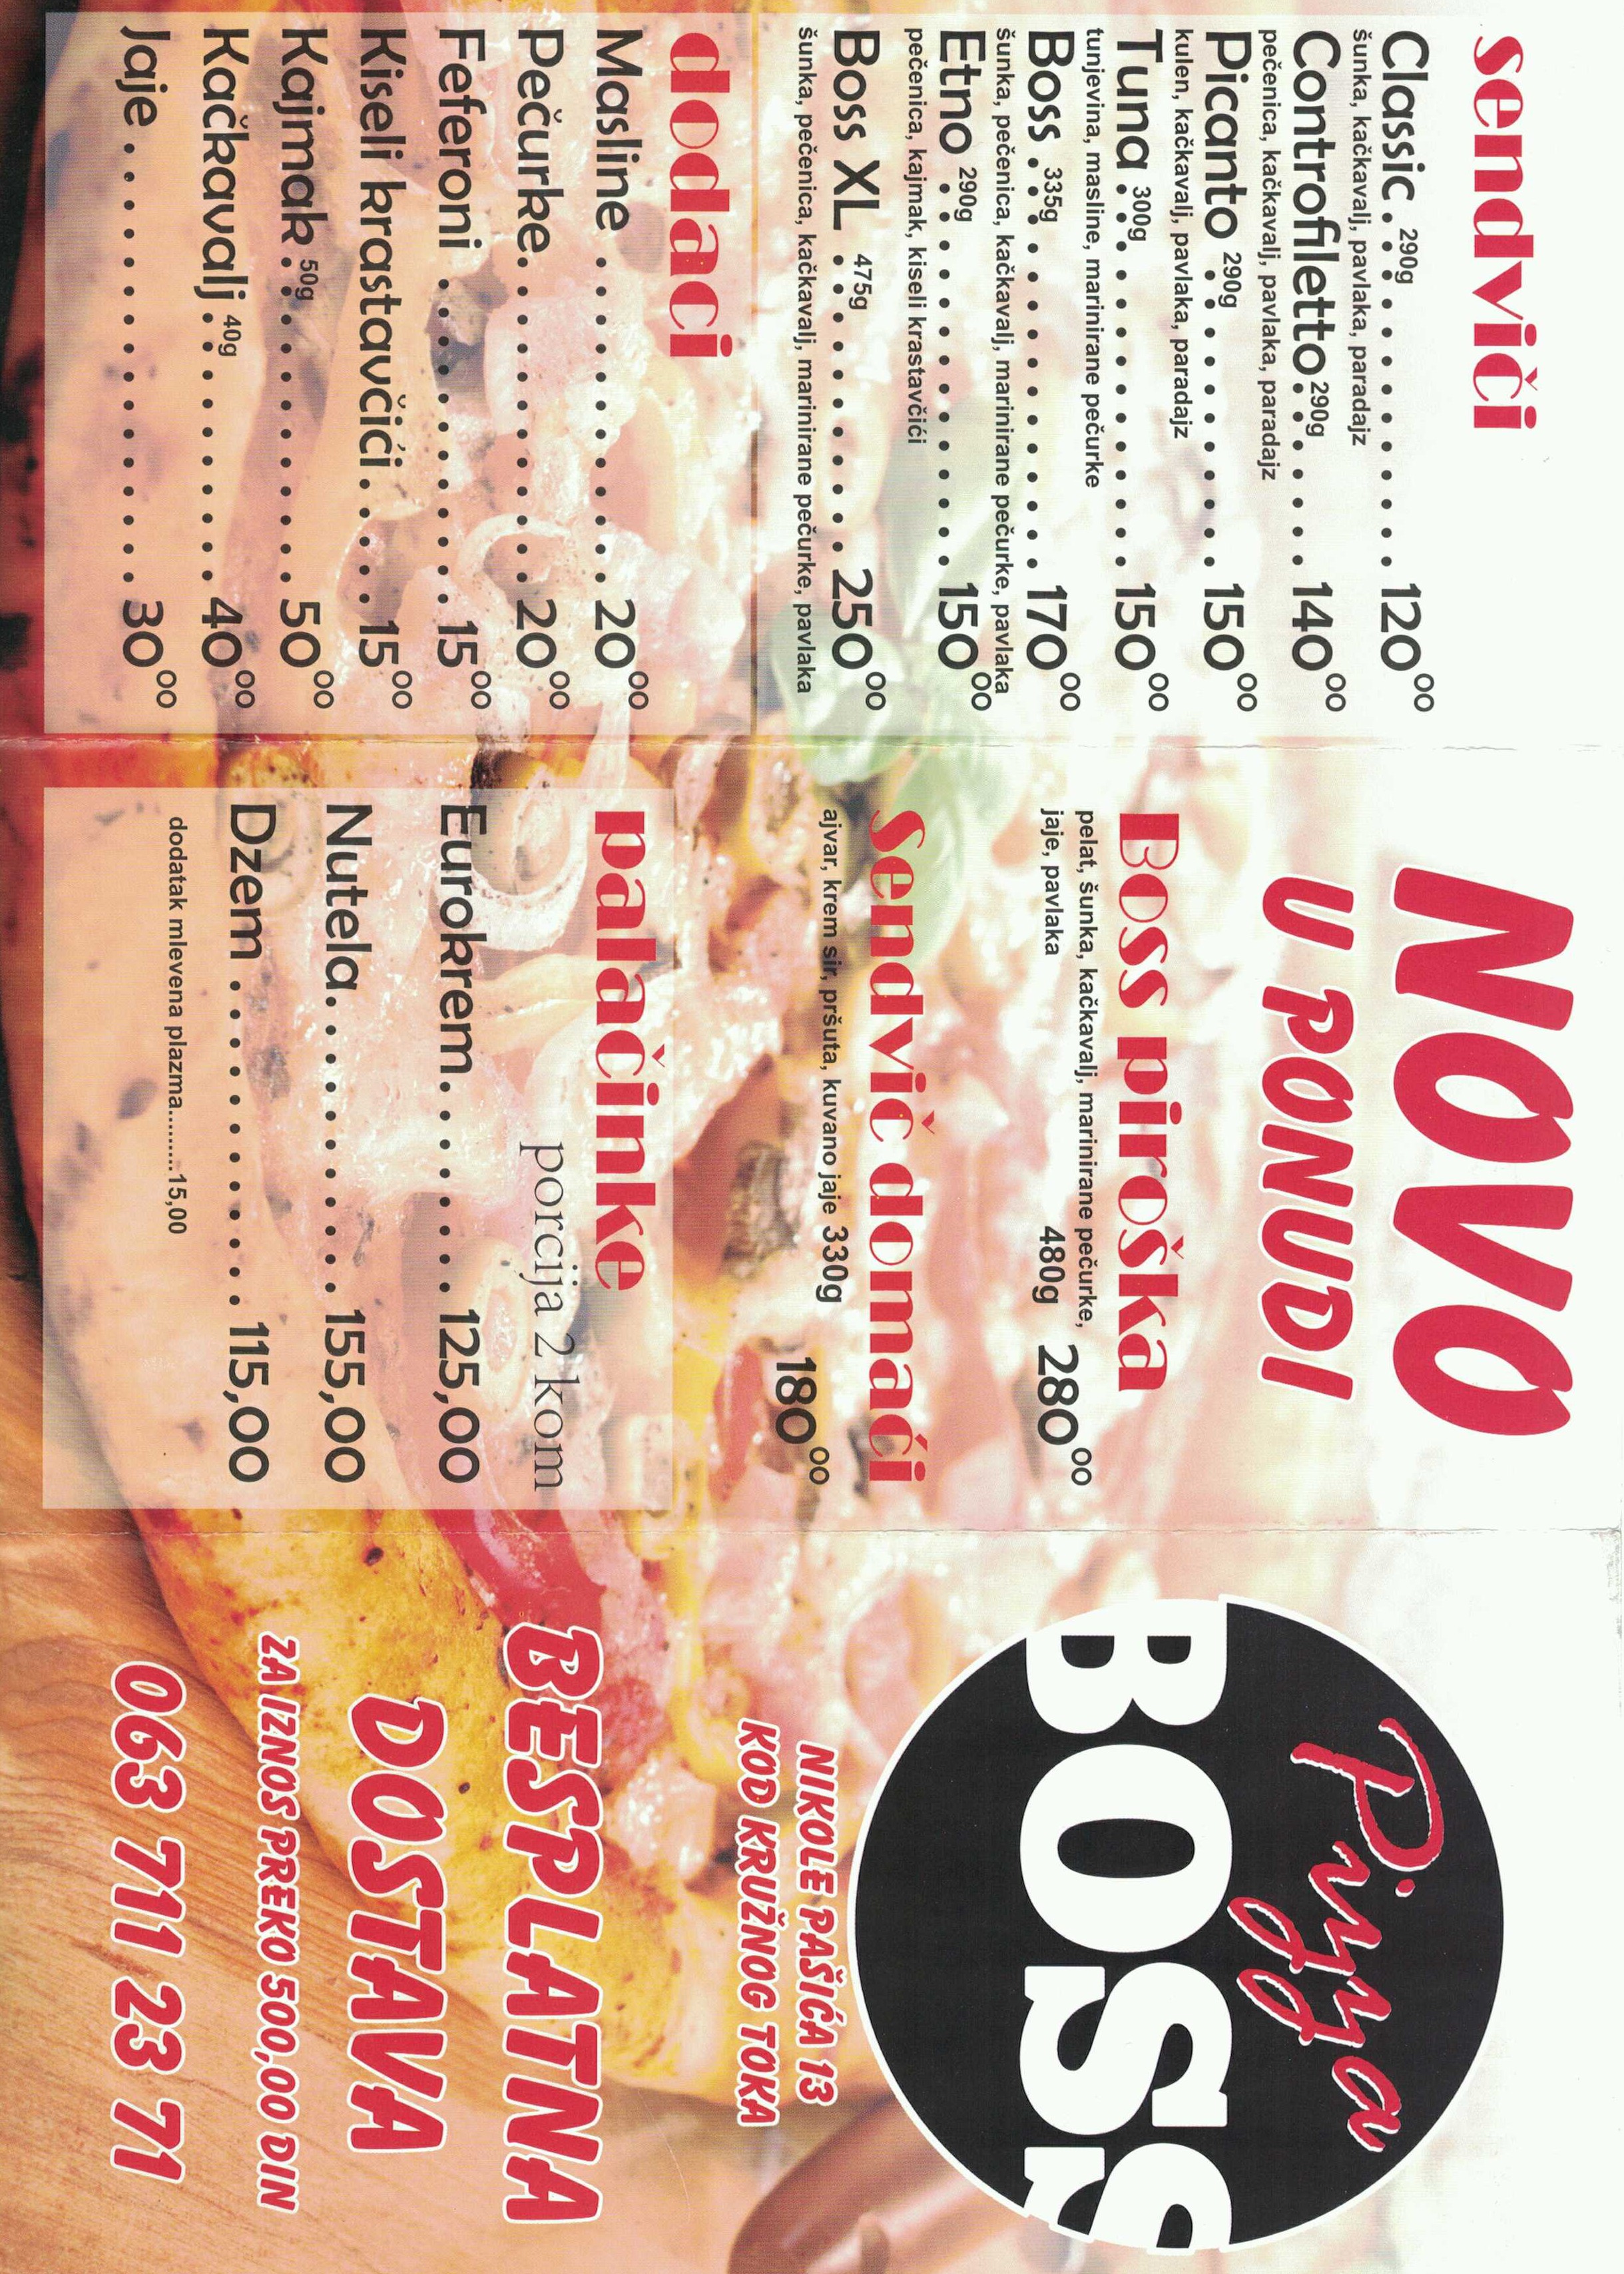 sendviči
Classic 290g 120⁰⁰
šunka, kačkavalj, pavlaka, paradajz
Controfiletto 290g 140⁰⁰
pečenica, kačkavalj, pavlaka, paradajz
Picanto 290g 150⁰⁰
kulen, kačkavalj, pavlaka, paradajz
Tuna 300g 150⁰⁰
tunjevina, masline, marinirane pečurke
Boss 335g 170⁰⁰
šunka, pečenica, kačkavalj, marinirane pečurke, pavlaka
Etno 290g 150⁰⁰
pečenica, kajmak, kiseli krastavčići
Boss XL 475g 250⁰⁰
šunka, pečenica, kačkavalj, marinirane pečurke, pavlaka
dodaci
Masline 20⁰⁰
Pečurke 20⁰⁰
Feferoni 15⁰⁰
Kiseli krastavčići 15⁰⁰
Kajmak 50g 50⁰⁰
Kačkavalj 40g 40⁰⁰
Jaje 30⁰⁰
NOVO
U PONUDI
Boss piroška
pelat, šunka, kačkavalj, marinirane pečurke,
jaje, pavlaka 480g 280⁰⁰
Sendvič domaći
ajvar, krem sir, pršuta, kuvano jaje 330g
180⁰⁰
palačinke
porcija 2 kom
Eurokrem 125,00
Nutela 155,00
Dzem 115,00
dodatak mlevena plazma.........15,00
Pizza
BOSS
NIKOLE PAŠIĆA 13
KOD KRUŽNOG TOKA
BESPLATNA
DOSTAVA
ZA IZNOS PREKO 500,00 DIN
063 711 23 71